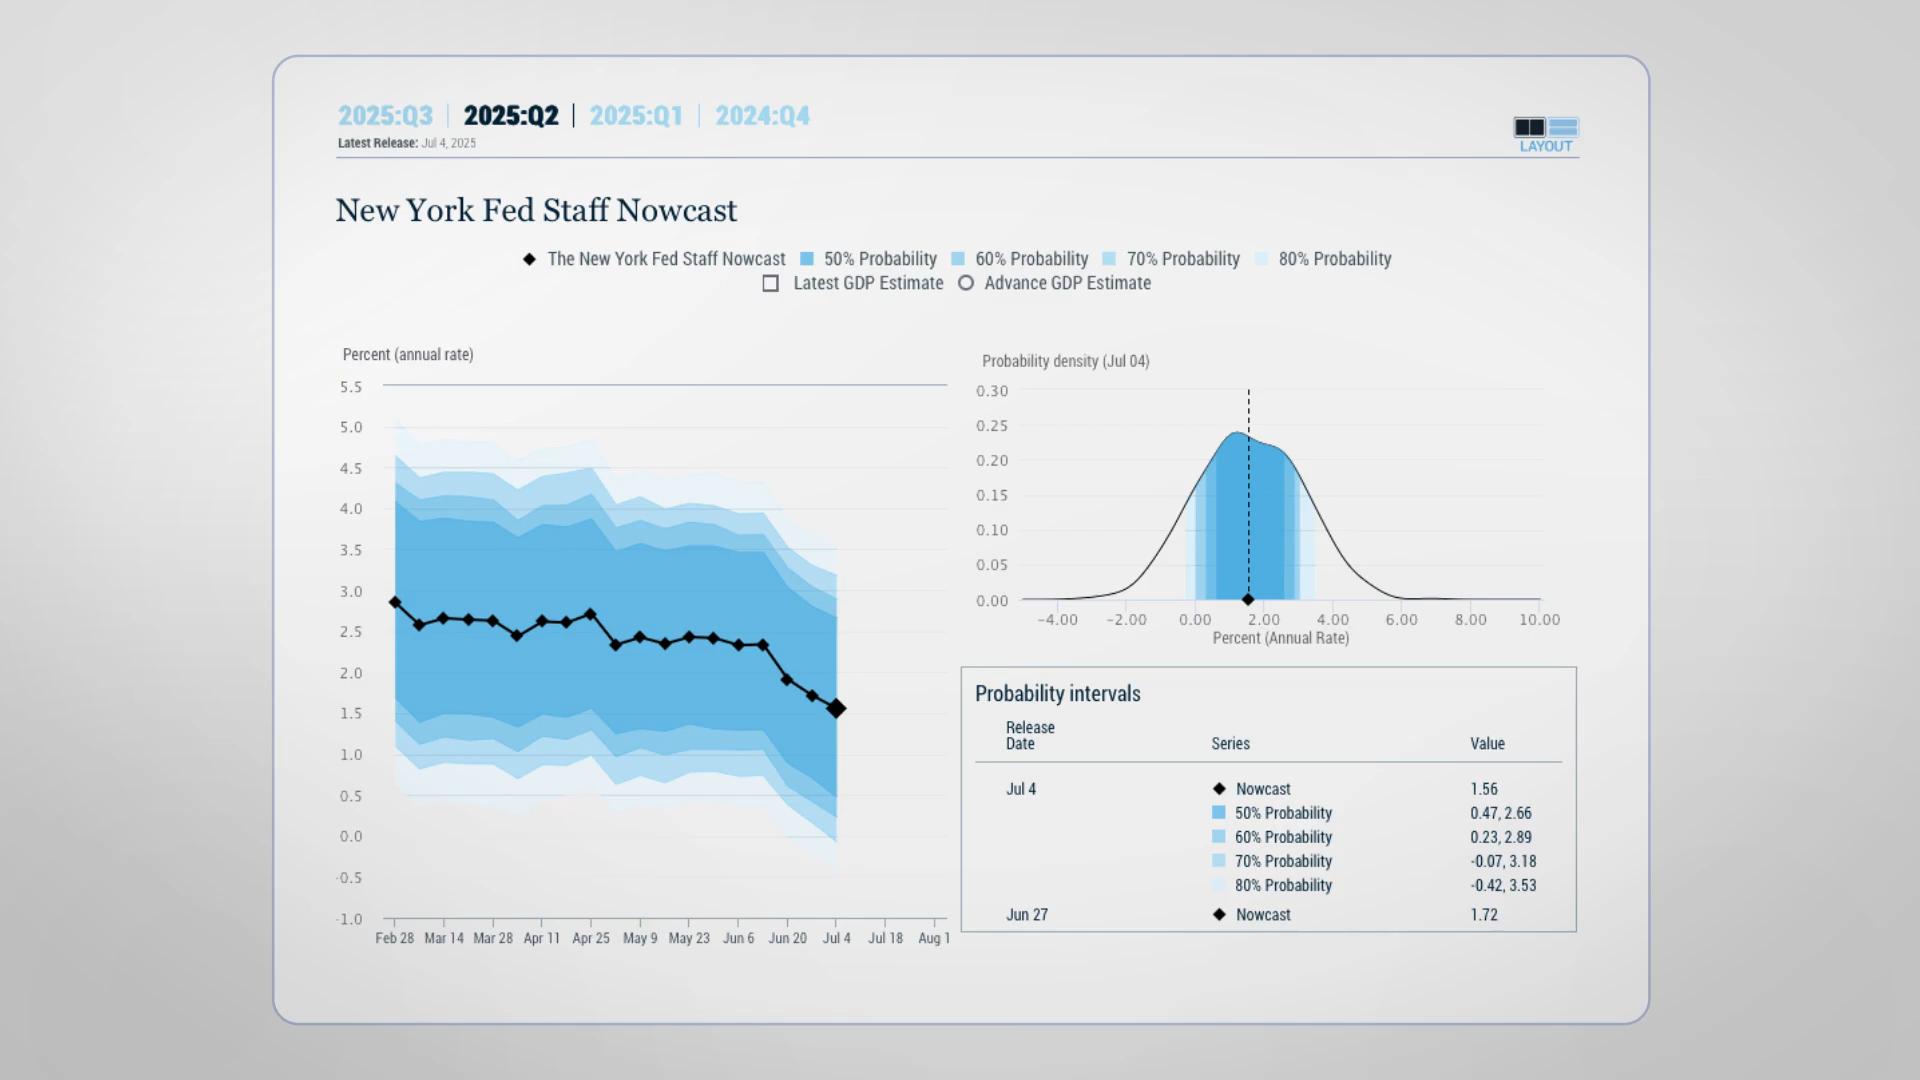 2025:Q3 | 2025:Q2 | 2025:Q1 | 2024:Q4
Latest Release: Jul 4, 2025
LAYOUT
New York Fed Staff Nowcast
The New York Fed Staff Nowcast 50% Probability 60% Probability 70% Probability 80% Probability
Latest GDP Estimate Advance GDP Estimate
Percent (annual rate)
5.5
5.0
4.5
4.0
3.5
3.0
2.5
2.0
1.5
1.0
0.5
0.0
-0.5
-1.0
Feb 28 Mar 14 Mar 28 Apr 11 Apr 25 May 9 May 23 Jun 6 Jun 20 Jul 4 Jul 18 Aug 1
Probability density (Jul 04)
0.30
0.25
0.20
0.15
0.10
0.05
0.00
−4.00 −2.00 0.00 2.00 4.00 6.00 8.00 10.00
Percent (Annual Rate)
Probability intervals
Release
Date Series Value
Jul 4 Nowcast 1.56
50% Probability 0.47, 2.66
60% Probability 0.23, 2.89
70% Probability -0.07, 3.18
80% Probability -0.42, 3.53
Jun 27 Nowcast 1.72